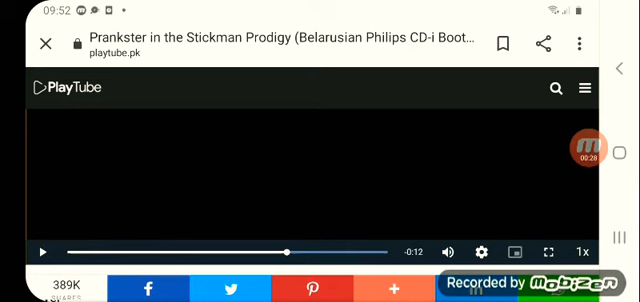 09:52
Prankster in the Stickman Prodigy (Belarusian Philips CD-i Boot...
playtube.pk
PlayTube
00:28
-0:12
1x
389K
SHARES
Recorded by mobizen